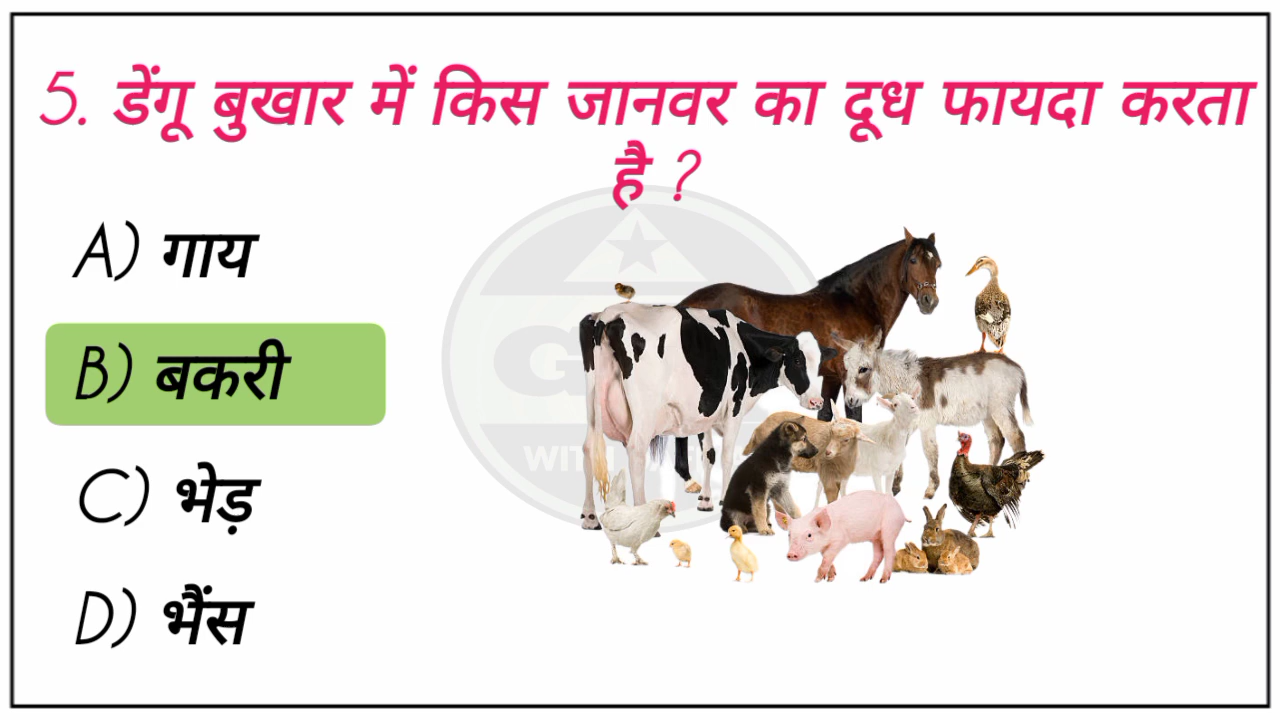 5. डेंगू बुखार में किस जानवर का दूध फायदा करता
है ?
A) गाय
B) बकरी
C) भेड़
D) भैंस